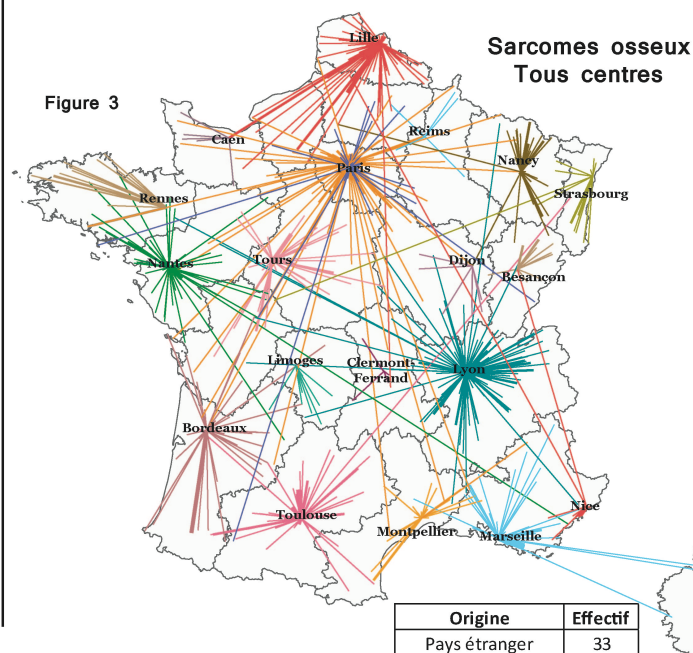 Sarcomes osseux
Tous centres
Figure 3
Lille
Caen
Reims
Paris
Nancy
Strasbourg
Rennes
Nantes
Tours
Dijon
Besançon
Limoges
Clermont-
Ferrand
Lyon
Bordeaux
Toulouse
Montpellier
Marseille
Nice
Origine Effectif
Pays étranger 33